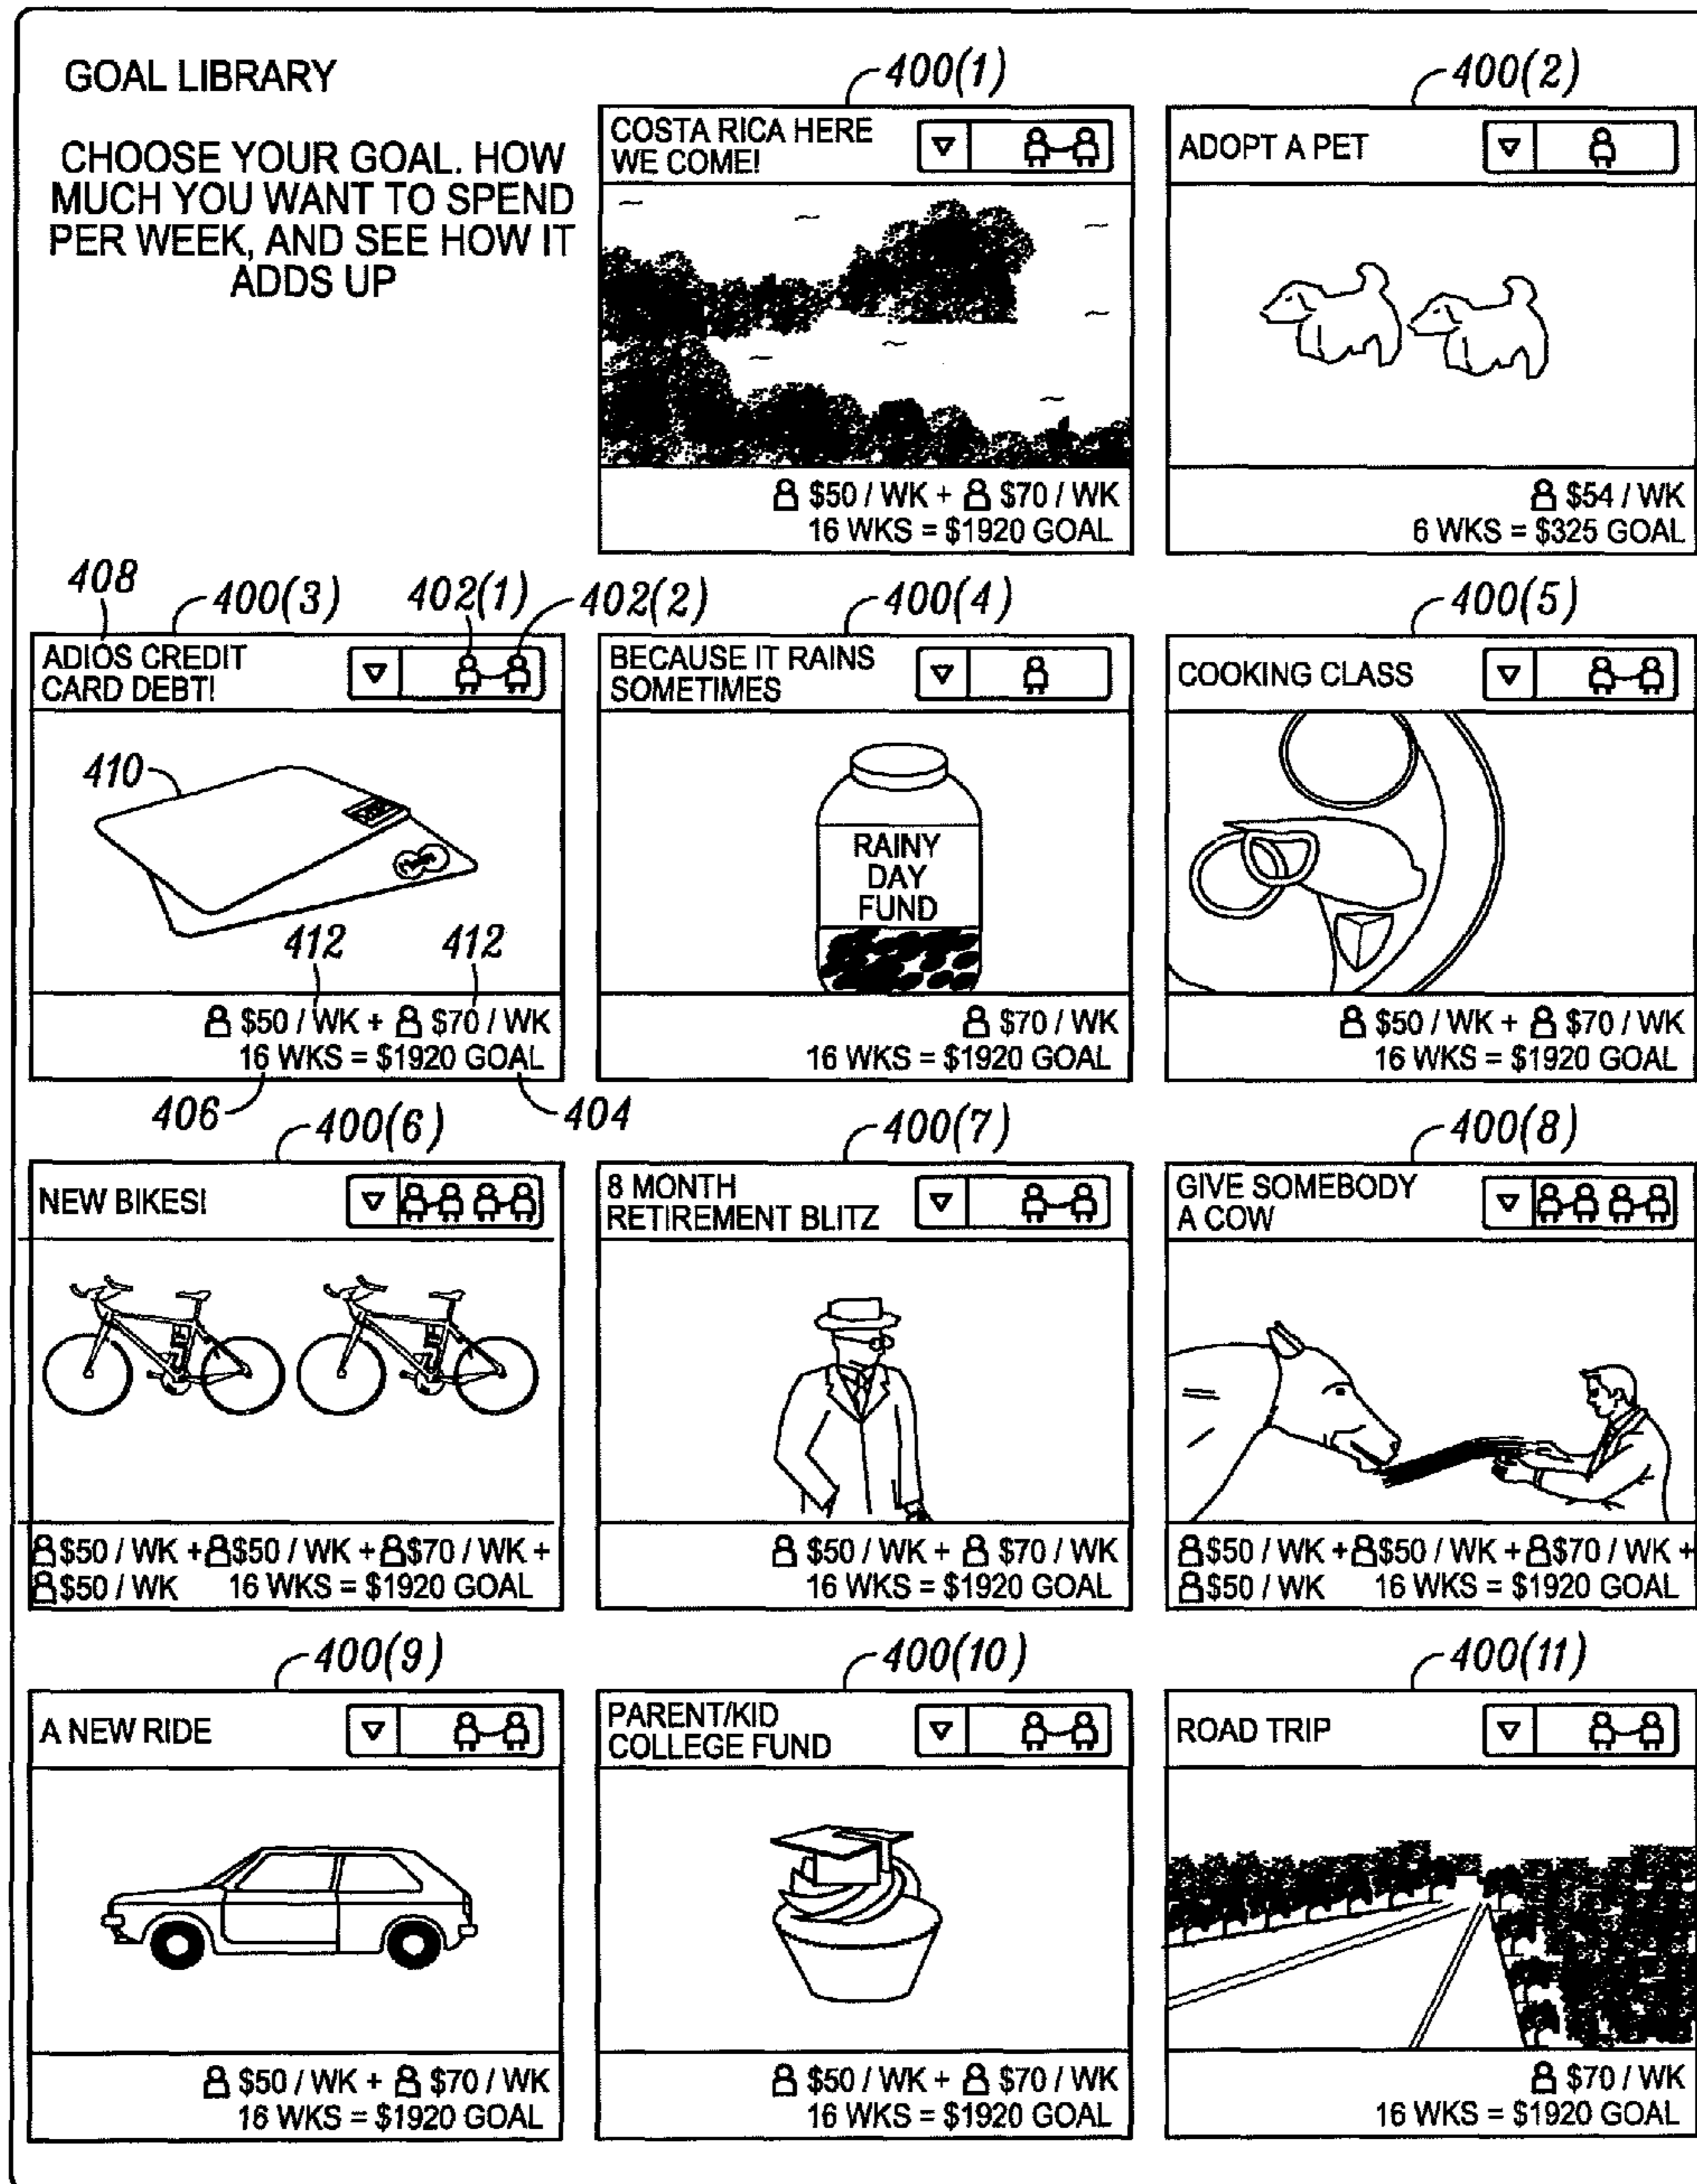 GOAL LIBRARY
CHOOSE YOUR GOAL. HOW
MUCH YOU WANT TO SPEND
PER WEEK, AND SEE HOW IT
ADDS UP
400(1)
COSTA RICA HERE
WE COME!
$50 / WK + $70 / WK
16 WKS = $1920 GOAL
400(2)
ADOPT A PET
$54 / WK
6 WKS = $325 GOAL
408
400(3)
402(1)
402(2)
ADIOS CREDIT
CARD DEBT!
410
412
412
$50 / WK + $70 / WK
16 WKS = $1920 GOAL
406
404
400(4)
BECAUSE IT RAINS
SOMETIMES
RAINY
DAY
FUND
$70 / WK
16 WKS = $1920 GOAL
400(5)
COOKING CLASS
$50 / WK + $70 / WK
16 WKS = $1920 GOAL
400(6)
NEW BIKES!
$50 / WK + $50 / WK + $70 / WK +
$50 / WK 16 WKS = $1920 GOAL
400(7)
8 MONTH
RETIREMENT BLITZ
$50 / WK + $70 / WK
16 WKS = $1920 GOAL
400(8)
GIVE SOMEBODY
A COW
$50 / WK + $50 / WK + $70 / WK +
$50 / WK 16 WKS = $1920 GOAL
400(9)
A NEW RIDE
$50 / WK + $70 / WK
16 WKS = $1920 GOAL
400(10)
PARENT/KID
COLLEGE FUND
$50 / WK + $70 / WK
16 WKS = $1920 GOAL
400(11)
ROAD TRIP
$70 / WK
16 WKS = $1920 GOAL